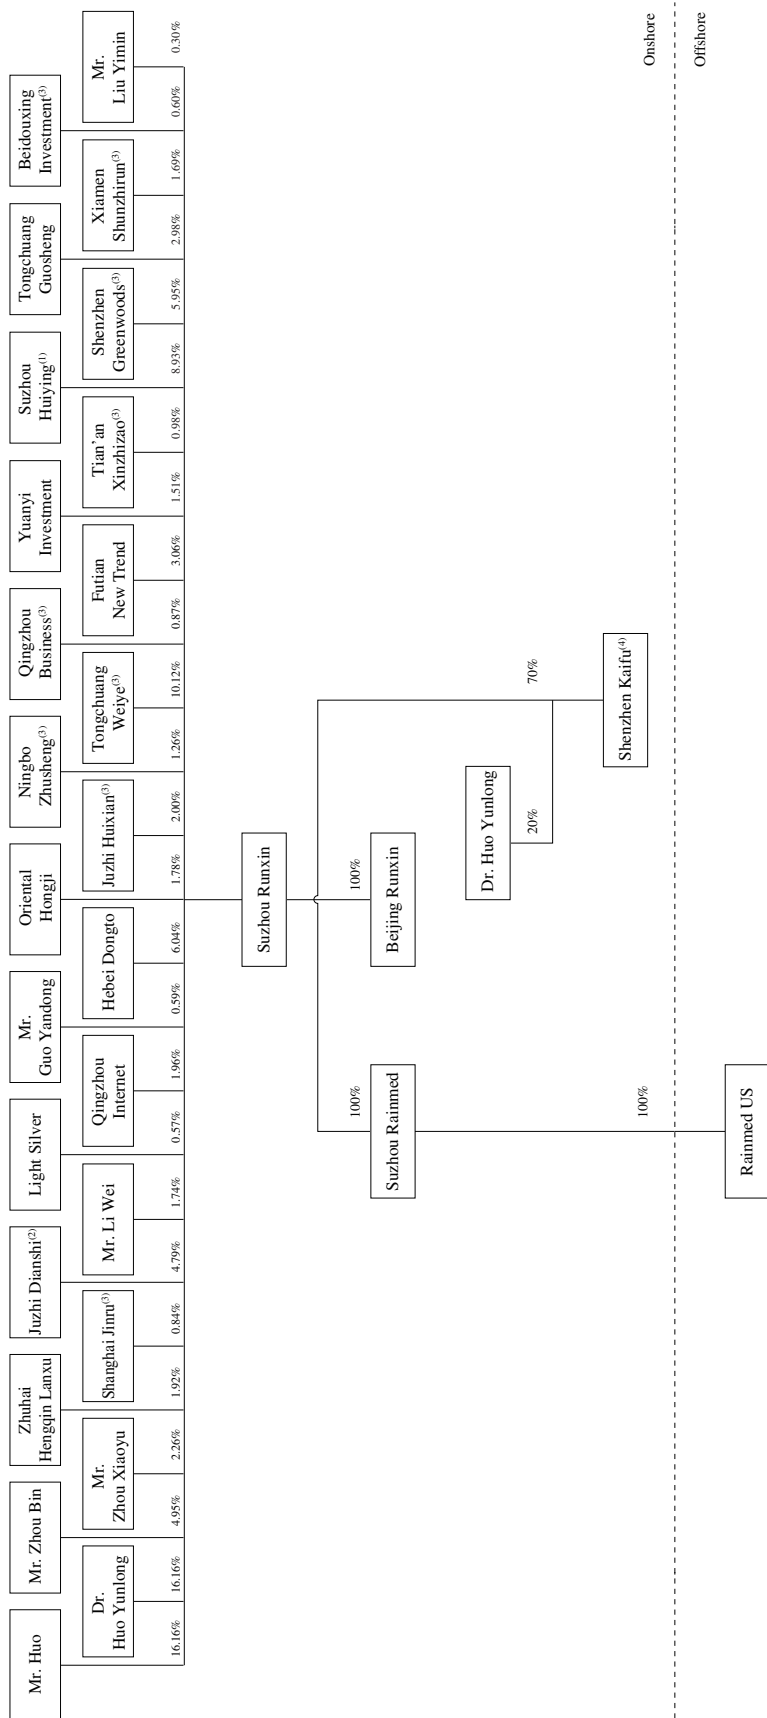 Mr. Huo
Mr. Zhou Bin
Zhuhai
Hengqin Lanxu
Juzhi Dianshi(2)
Light Silver
Mr.
Guo Yandong
Oriental
Hongji
Ningbo
Zhusheng(3)
Qingzhou
Business(3)
Yuanyi
Investment
Suzhou
Huiying(1)
Tongchuang
Guosheng
Beidouxing
Investment(3)
Dr.
Huo Yunlong
Mr.
Zhou Xiaoyu
Shanghai Jinru(3)
Mr. Li Wei
Qingzhou
Internet
Hebei Dongto
Juzhi Huixian(3)
Tongchuang
Weiye(3)
Futian
New Trend
Tian’an
Xinzhizao(3)
Shenzhen
Greenwoods(3)
Xiamen
Shunzhirun(3)
Mr.
Liu Yimin
16.16%
16.16%
4.95%
2.26%
1.92%
0.84%
4.79%
1.74%
0.57%
1.96%
0.59%
6.04%
1.78%
2.00%
1.26%
10.12%
0.87%
3.06%
1.51%
0.98%
8.93%
5.95%
2.98%
1.69%
0.60%
0.30%
Suzhou Runxin
100%
100%
Suzhou Rainmed
Beijing Runxin
Dr. Huo Yunlong
20%
70%
Shenzhen Kaifu(4)
100%
Onshore
Offshore
Rainmed US